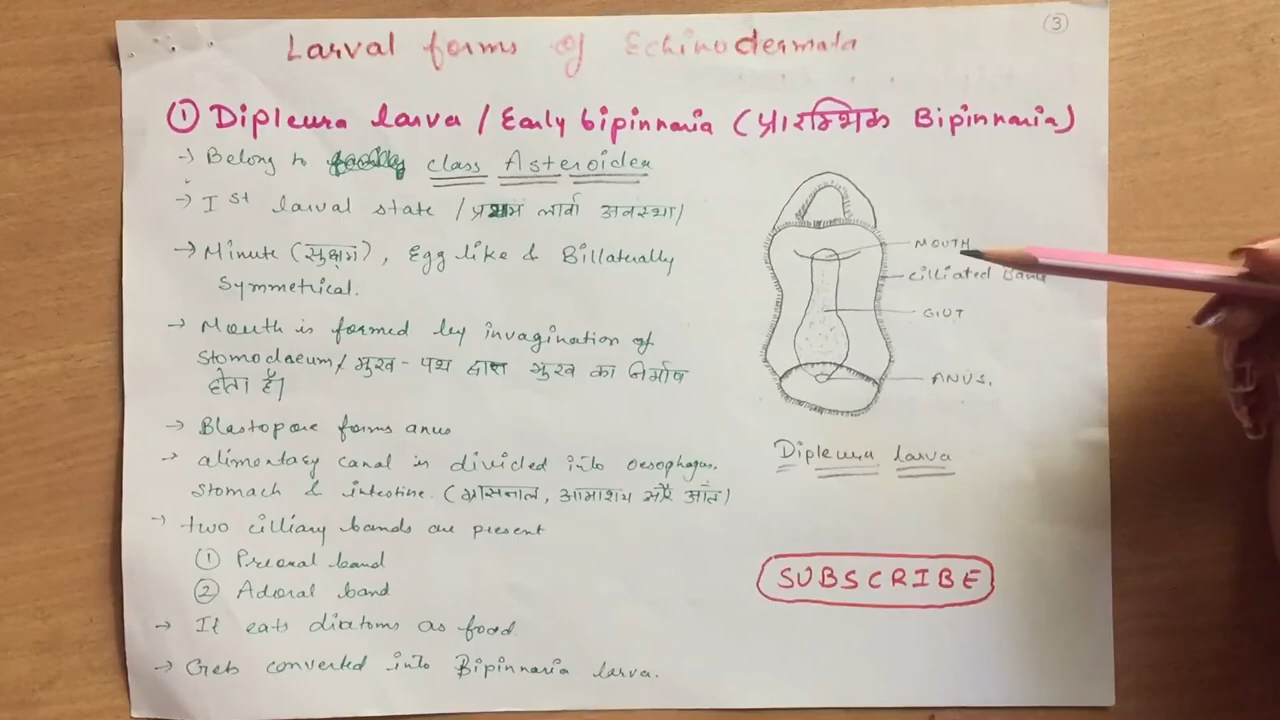 3
Larval forms of Echinodermata
① Dipleura larva / Early bipinnaria (प्रारम्भिक Bipinnaria)
→ Belong to class Asteroidea
→ Ist larval state / प्रथम लार्वा अवस्था।
→ Minute (सुक्ष्म), Egg like & Billaterally
Symmetrical.
→ Mouth is formed by invagination of
Stomodaeum / मुख-पथ द्वारा मुख का निर्माण
होता है।
→ Blastopore forms anus
→ alimentary canal is divided into oesophagus,
Stomach & intestine. (ग्रासनाल, आमाशय और आँत)
→ two cilliary bands are present
① Preoral band
② Adoral band
→ It eats diatoms as food.
→ Gets converted into Bipinnaria larva.
MOUTH
cilliated Band
GUT
ANUS.
Dipleura larva
SUBSCRIBE